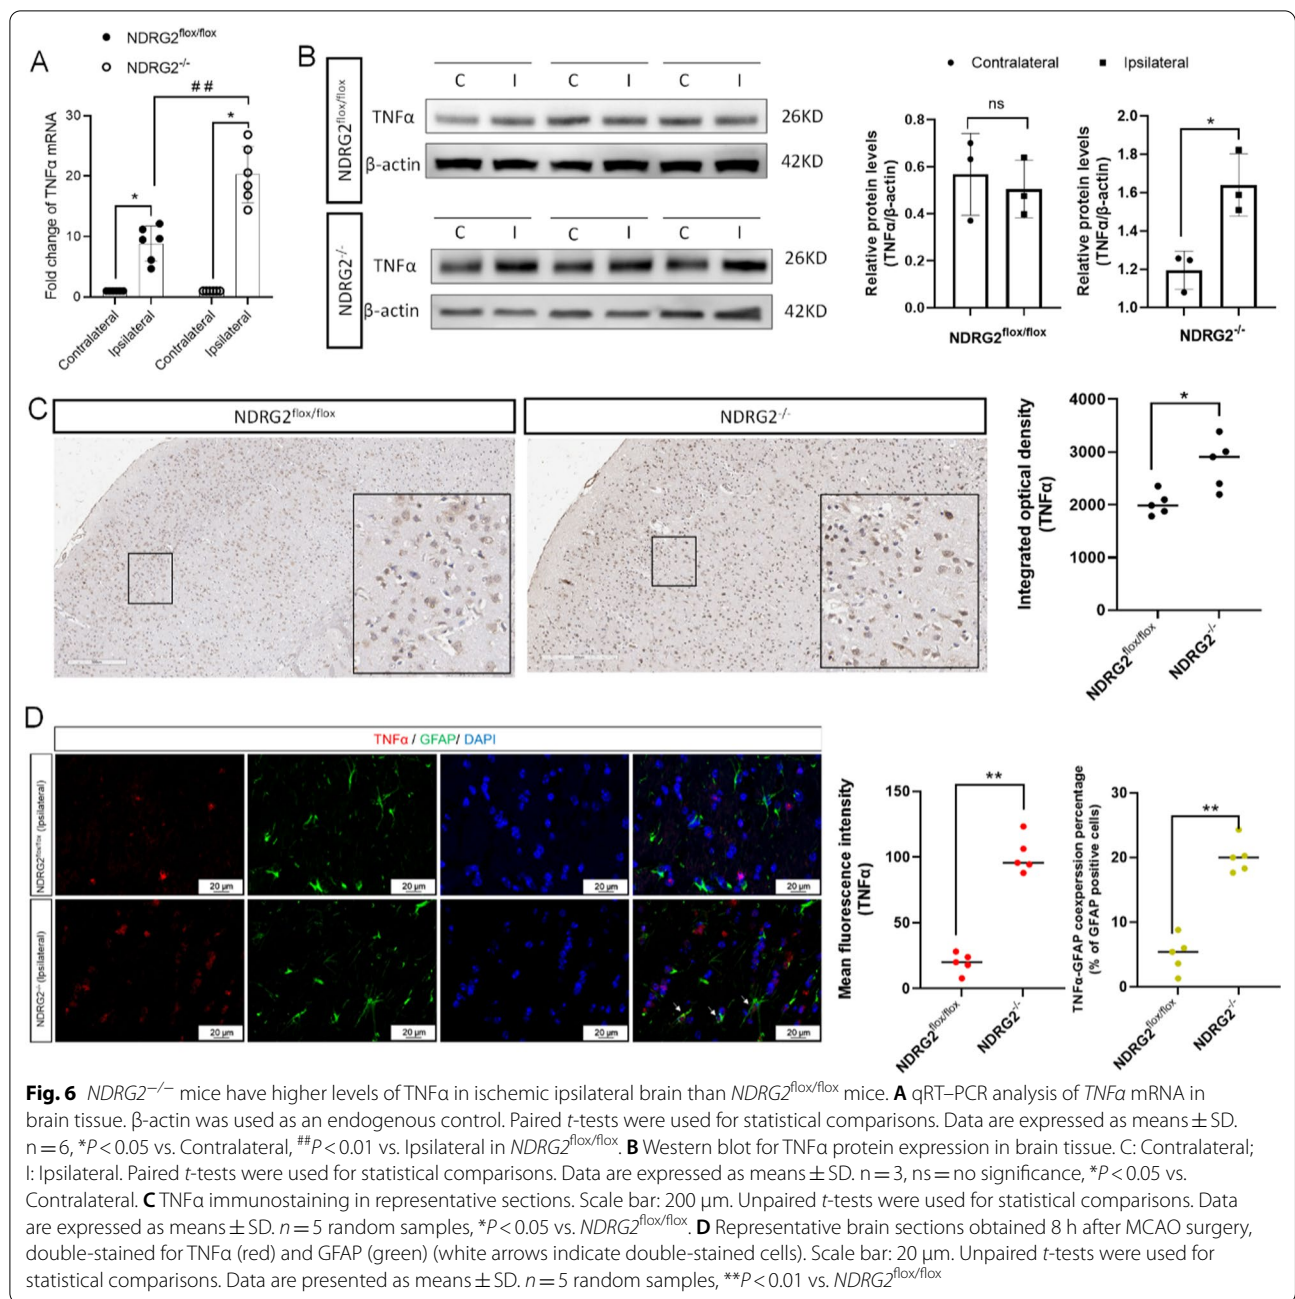 A
NDRG2flox/flox
NDRG2-/-
##
*
*
Fold change of TNFα mRNA
30
20
10
0
Contralateral
Ipsilateral
Contralateral
Ipsilateral
B
NDRG2flox/flox
C I C I C I
TNFα
26KD
β-actin
42KD
NDRG2-/-
C I C I C I
TNFα
26KD
β-actin
42KD
Contralateral
Ipsilateral
Relative protein levels
(TNFα/β-actin)
0.8
0.6
0.4
0.2
0.0
ns
NDRG2flox/flox
Relative protein levels
(TNFα/β-actin)
2.0
1.8
1.6
1.4
1.2
1.0
*
NDRG2-/-
C
NDRG2flox/flox
NDRG2-/-
Integrated optical density
(TNFα)
4000
3000
2000
1000
0
*
NDRG2flox/flox
NDRG2-/-
D
TNFα / GFAP/ DAPI
NDRG2flox/flox (Ipsilateral)
20 µm
20 µm
20 µm
20 µm
NDRG2-/- (Ipsilateral)
20 µm
20 µm
20 µm
20 µm
Mean fluorescence intensity
(TNFα)
150
100
50
0
**
NDRG2flox/flox
NDRG2-/-
TNFα-GFAP coexperssion percentage
(% of GFAP positive cells)
30
20
10
0
**
NDRG2flox/flox
NDRG2-/-
Fig. 6 NDRG2−/− mice have higher levels of TNFα in ischemic ipsilateral brain than NDRG2flox/flox mice. A qRT–PCR analysis of TNFα mRNA in
brain tissue. β-actin was used as an endogenous control. Paired t-tests were used for statistical comparisons. Data are expressed as means ± SD.
n = 6, *P < 0.05 vs. Contralateral, ##P < 0.01 vs. Ipsilateral in NDRG2flox/flox. B Western blot for TNFα protein expression in brain tissue. C: Contralateral;
I: Ipsilateral. Paired t-tests were used for statistical comparisons. Data are expressed as means ± SD. n = 3, ns = no significance, *P < 0.05 vs.
Contralateral. C TNFα immunostaining in representative sections. Scale bar: 200 µm. Unpaired t-tests were used for statistical comparisons. Data
are expressed as means ± SD. n = 5 random samples, *P < 0.05 vs. NDRG2flox/flox. D Representative brain sections obtained 8 h after MCAO surgery,
double-stained for TNFα (red) and GFAP (green) (white arrows indicate double-stained cells). Scale bar: 20 µm. Unpaired t-tests were used for
statistical comparisons. Data are presented as means ± SD. n = 5 random samples, **P < 0.01 vs. NDRG2flox/flox